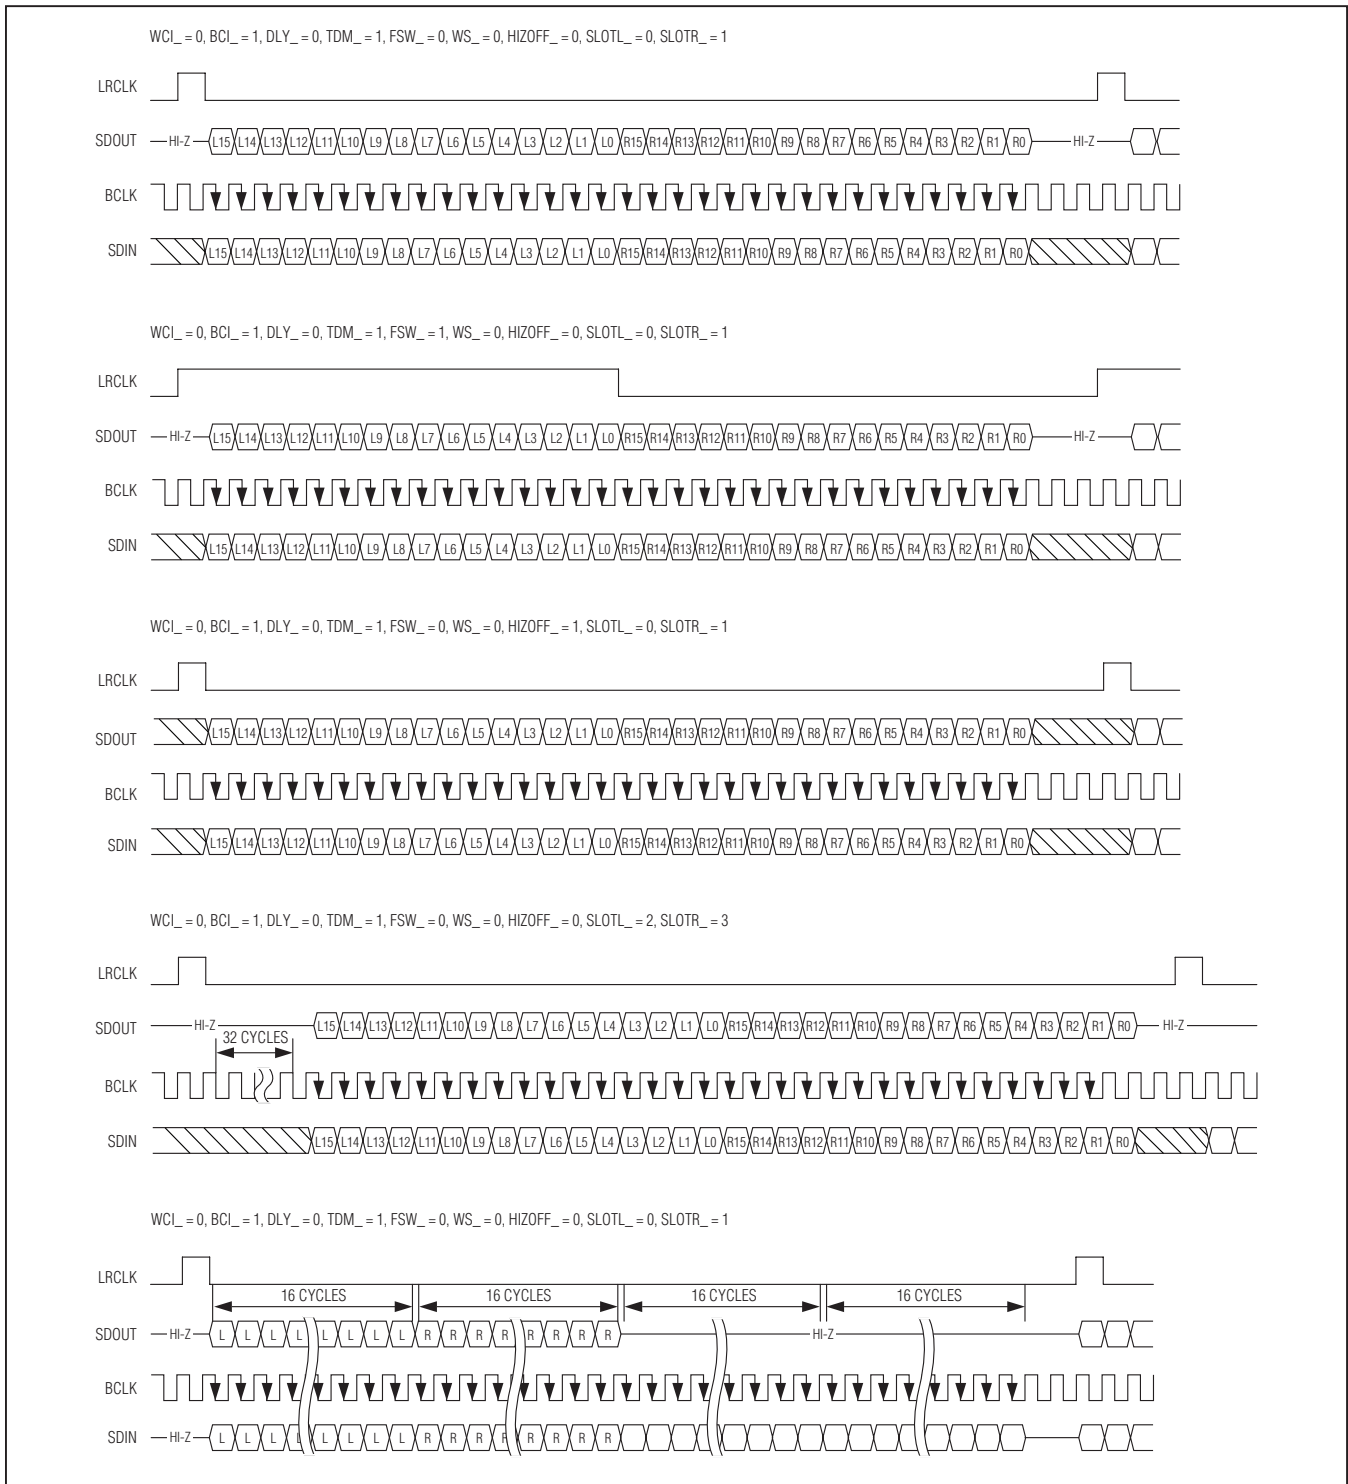 WCI_ = 0, BCI_ = 1, DLY_ = 0, TDM_ = 1, FSW_ = 0, WS_ = 0, HIZOFF_ = 0, SLOTL_ = 0, SLOTR_ = 1
LRCLK
SDOUT HI-Z L15 L14 L13 L12 L11 L10 L9 L8 L7 L6 L5 L4 L3 L2 L1 L0 R15 R14 R13 R12 R11 R10 R9 R8 R7 R6 R5 R4 R3 R2 R1 R0 HI-Z
BCLK
SDIN L15 L14 L13 L12 L11 L10 L9 L8 L7 L6 L5 L4 L3 L2 L1 L0 R15 R14 R13 R12 R11 R10 R9 R8 R7 R6 R5 R4 R3 R2 R1 R0
WCI_ = 0, BCI_ = 1, DLY_ = 0, TDM_ = 1, FSW_ = 1, WS_ = 0, HIZOFF_ = 0, SLOTL_ = 0, SLOTR_ = 1
LRCLK
SDOUT HI-Z L15 L14 L13 L12 L11 L10 L9 L8 L7 L6 L5 L4 L3 L2 L1 L0 R15 R14 R13 R12 R11 R10 R9 R8 R7 R6 R5 R4 R3 R2 R1 R0 HI-Z
BCLK
SDIN L15 L14 L13 L12 L11 L10 L9 L8 L7 L6 L5 L4 L3 L2 L1 L0 R15 R14 R13 R12 R11 R10 R9 R8 R7 R6 R5 R4 R3 R2 R1 R0
WCI_ = 0, BCI_ = 1, DLY_ = 0, TDM_ = 1, FSW_ = 0, WS_ = 0, HIZOFF_ = 1, SLOTL_ = 0, SLOTR_ = 1
LRCLK
SDOUT L15 L14 L13 L12 L11 L10 L9 L8 L7 L6 L5 L4 L3 L2 L1 L0 R15 R14 R13 R12 R11 R10 R9 R8 R7 R6 R5 R4 R3 R2 R1 R0
BCLK
SDIN L15 L14 L13 L12 L11 L10 L9 L8 L7 L6 L5 L4 L3 L2 L1 L0 R15 R14 R13 R12 R11 R10 R9 R8 R7 R6 R5 R4 R3 R2 R1 R0
WCI_ = 0, BCI_ = 1, DLY_ = 0, TDM_ = 1, FSW_ = 0, WS_ = 0, HIZOFF_ = 0, SLOTL_ = 2, SLOTR_ = 3
LRCLK
SDOUT HI-Z L15 L14 L13 L12 L11 L10 L9 L8 L7 L6 L5 L4 L3 L2 L1 L0 R15 R14 R13 R12 R11 R10 R9 R8 R7 R6 R5 R4 R3 R2 R1 R0 HI-Z
32 CYCLES
BCLK
SDIN L15 L14 L13 L12 L11 L10 L9 L8 L7 L6 L5 L4 L3 L2 L1 L0 R15 R14 R13 R12 R11 R10 R9 R8 R7 R6 R5 R4 R3 R2 R1 R0
WCI_ = 0, BCI_ = 1, DLY_ = 0, TDM_ = 1, FSW_ = 0, WS_ = 0, HIZOFF_ = 0, SLOTL_ = 0, SLOTR_ = 1
LRCLK
16 CYCLES 16 CYCLES 16 CYCLES 16 CYCLES
SDOUT HI-Z L L L L L L L L R R R R R R R R HI-Z
BCLK
SDIN HI-Z L L L L L L L L R R R R R R R R